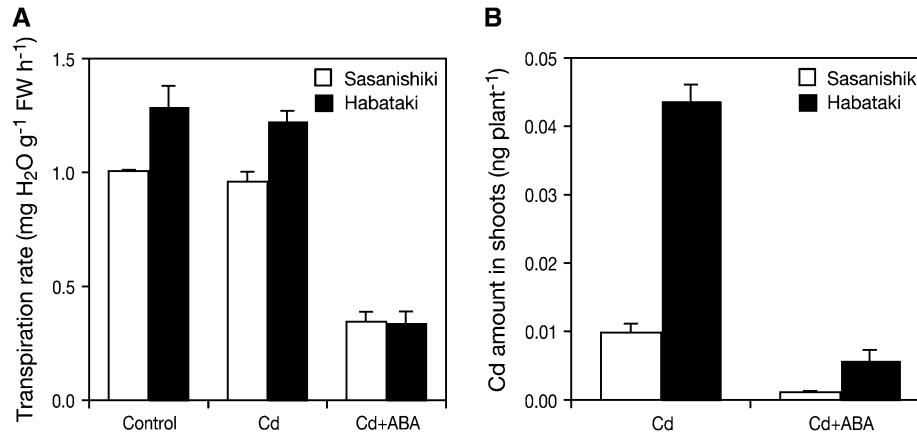 A
Transpiration rate (mg H₂O g⁻¹ FW h⁻¹)
1.5
1.0
0.5
0.0
Sasanishiki
Habataki
Control
Cd
Cd+ABA
B
Cd amount in shoots (ng plant⁻¹)
0.05
0.04
0.03
0.02
0.01
0.00
Sasanishik
Habataki
Cd
Cd+ABA